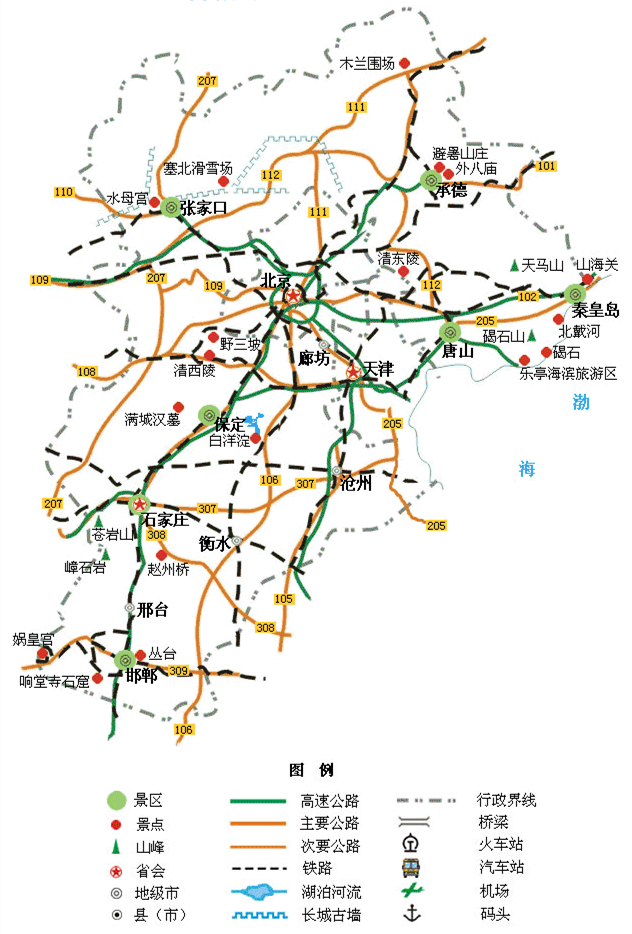 207
木兰围场
111
避暑山庄
外八庙
101
塞北滑雪场
112
承德
110
水母宫
张家口
111
清东陵
天马山
山海关
109
207
109
北京
112
102
秦皇岛
205
北戴河
野三坡
廊坊
唐山
碣石山
碣石
108
清西陵
天津
乐亭海滨旅游区
满城汉墓
保定
205
渤
白洋淀
海
106
沧州
207
307
307
石家庄
205
苍岩山
308
衡水
嶂石岩
赵州桥
105
邢台
308
娲皇宫
丛台
响堂寺石窟
邯郸
309
106
图 例
景区 高速公路 行政界线
景点 主要公路 桥梁
山峰 次要公路 火车站
省会 铁路 汽车站
地级市 湖泊河流 机场
县（市） 长城古墙 码头